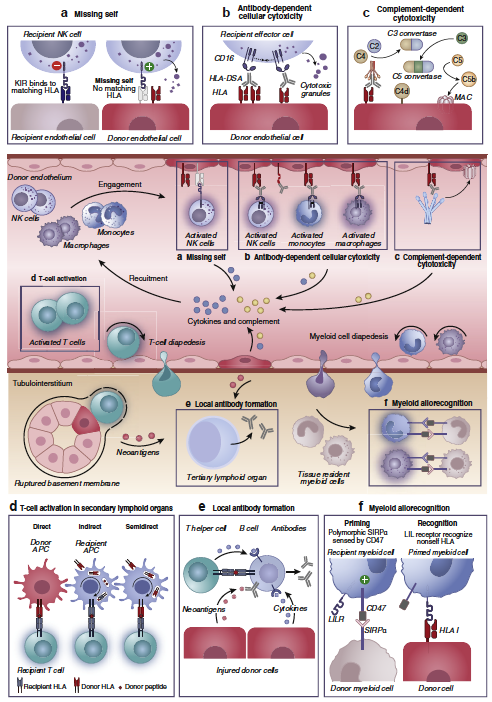 a Missing self
Recipient NK cell
KIR binds to
matching HLA
Missing self
No matching
HLA
Recipient endothelial cell
Donor endothelial cell
b Antibody-dependent
cellular cytoxicity
Recipient effector cell
CD16
HLA-DSA
HLA
Cytotoxic
granules
Donor endothelial cell
c Complement-dependent
cytotoxicity
C3 convertase
C2
C3
C4
C5
C5 convertase
C5b
C4d
MAC
Donor endothelium
NK cells
Engagement
Monocytes
Macrophages
Activated
NK cells
Activated
NK cells
Activated
monocytes
Activated
macrophages
a Missing self
b Antibody-dependent cellular cytoxicity
c Complement-dependent
cytotoxicity
d T-cell activation
Activated T cells
Recuitment
Cytokines and complement
T-cell diapedesis
Myeloid cell diapedesis
Tubulointerstitium
Neoantigens
Ruptured basement membrane
e Local antibody formation
Tertiary lymphoid organ
Tissue resident
myeloid cells
f Myeloid allorecognition
d T-cell activation in secondary lymphoid organs
Direct
Indirect
Semidirect
Donor
APC
Recipient
APC
Recipient T cell
Recipient HLA
Donor HLA
Donor peptide
e Local antibody formation
T helper cell
B cell
Antibodies
Neoantigens
Cytokines
Injured donor cells
f Myeloid allorecognition
Priming
Polymorphic SIRPα
sensed by CD47
Recipient myeloid cell
Recognition
LIL receptor recognize
nonself HLA
Primed myeloid cell
LILR
CD47
SIRPα
HLA I
Donor myeloid cell
Donor cell